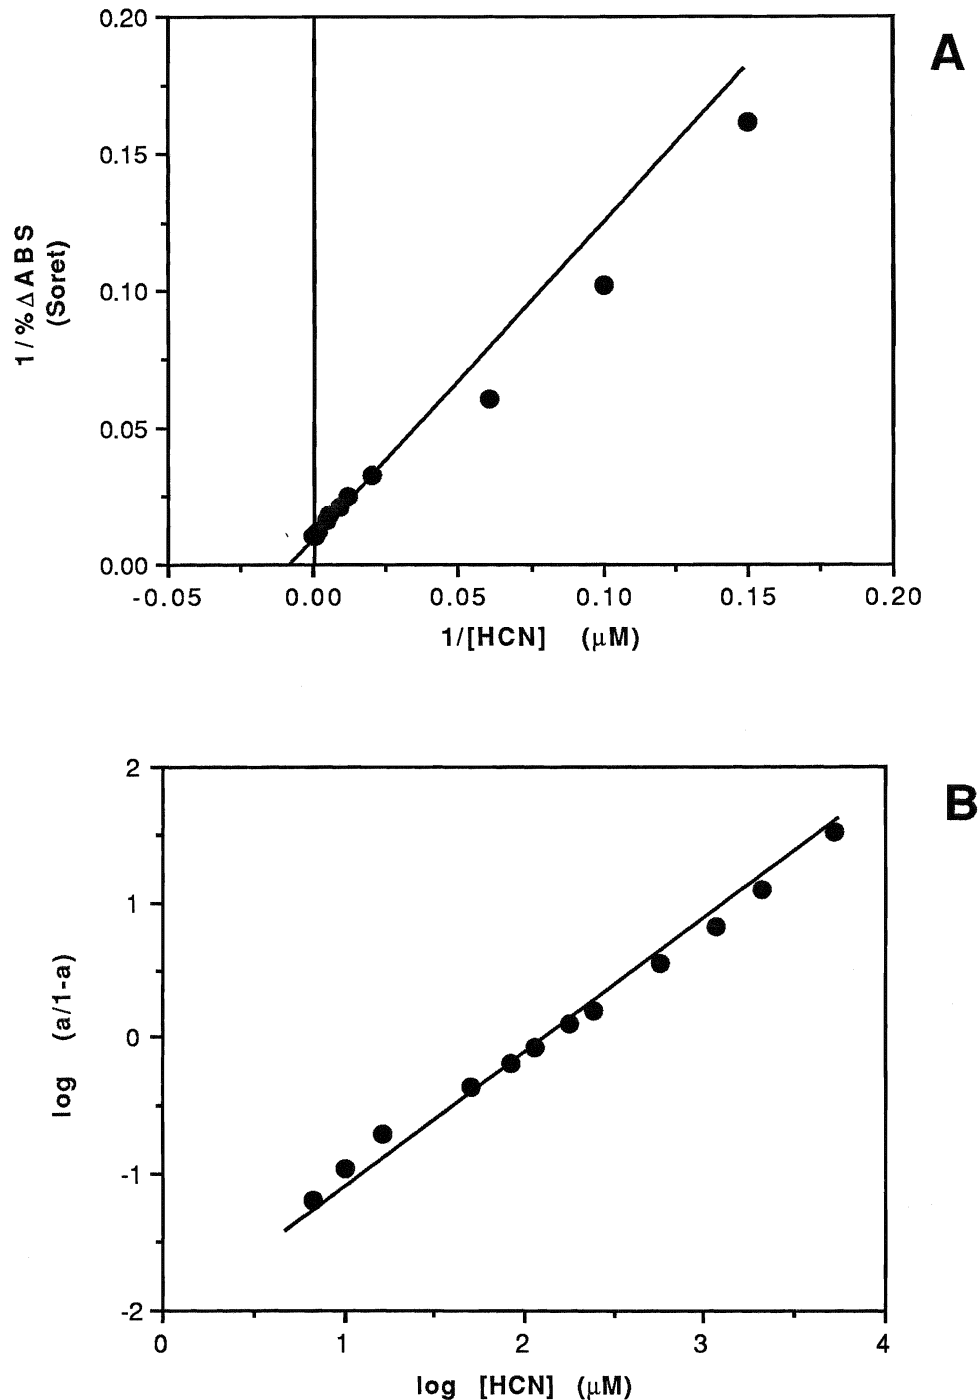 A
0.20
0.15
0.10
0.05
0.00
1/%ΔABS
(Soret)
-0.05 0.00 0.05 0.10 0.15 0.20
1/[HCN] (μM)
B
2
1
0
-1
-2
log (a/1-a)
0 1 2 3 4
log [HCN] (μM)